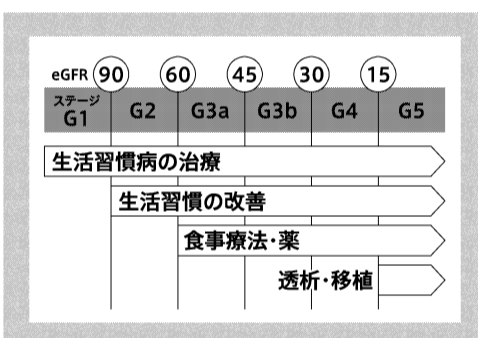 eGFR 90 60 45 30 15
ステージ
G1 G2 G3a G3b G4 G5
生活習慣病の治療
生活習慣の改善
食事療法・薬
透析・移植